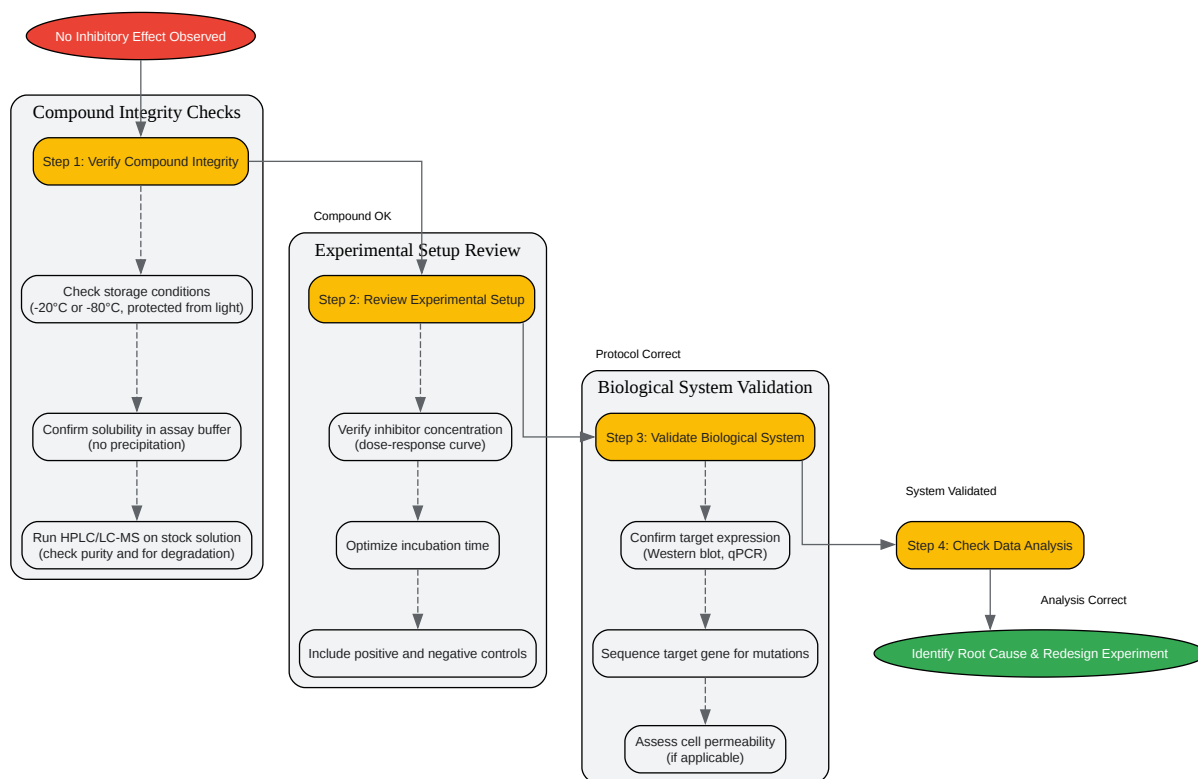 No Inhibitory Effect Observed
Compound Integrity Checks
Step 1: Verify Compound Integrity
Check storage conditions
(-20°C or -80°C, protected from light)
Confirm solubility in assay buffer
(no precipitation)
Run HPLC/LC-MS on stock solution
(check purity and for degradation)
Compound OK
Experimental Setup Review
Step 2: Review Experimental Setup
Verify inhibitor concentration
(dose-response curve)
Optimize incubation time
Include positive and negative controls
Protocol Correct
Biological System Validation
Step 3: Validate Biological System
Confirm target expression
(Western blot, qPCR)
Sequence target gene for mutations
Assess cell permeability
(if applicable)
System Validated
Step 4: Check Data Analysis
Analysis Correct
Identify Root Cause & Redesign Experiment